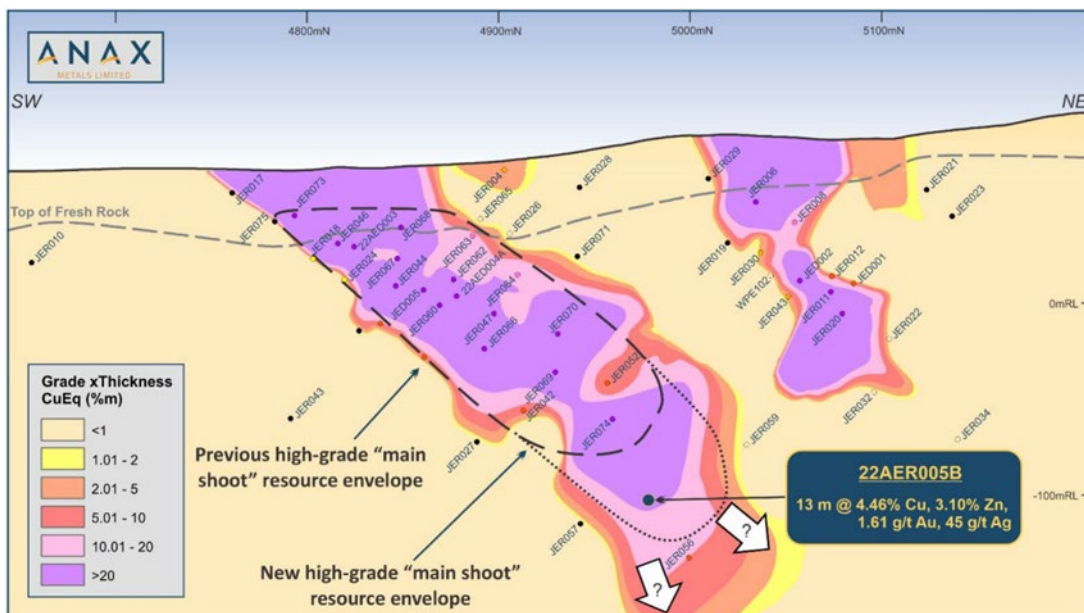 4800mN
4900mN
5000mN
5100mN
ANAX
METALS LIMITED
SW
NE
JER017
JER073
JER004
JER065
JER026
JER028
JER029
JER006
JER008
JER021
JER023
Top of Fresh Rock
JER010
JER075
JER018
JER046
22AED003
JER068
JER063
JER062
22AED004A
JER071
JER019
JER030
WPE102
JER043
JED002
JER012
JED001
JER024
JER061
JER044
JED005
JER060
JER064
JER047
JER066
JER070
JER011
JER020
JER022
0mRL
Grade xThickness
CuEq (%m)
<1
1.01 - 2
2.01 - 5
5.01 - 10
10.01 - 20
>20
JER043
JER069
JER042
JER052
JER027
JER074
JER059
JER032
JER034
Previous high-grade “main
shoot” resource envelope
22AER005B
13 m @ 4.46% Cu, 3.10% Zn,
1.61 g/t Au, 45 g/t Ag
-100mRL
JER057
JER056
?
?
New high-grade “main shoot”
resource envelope